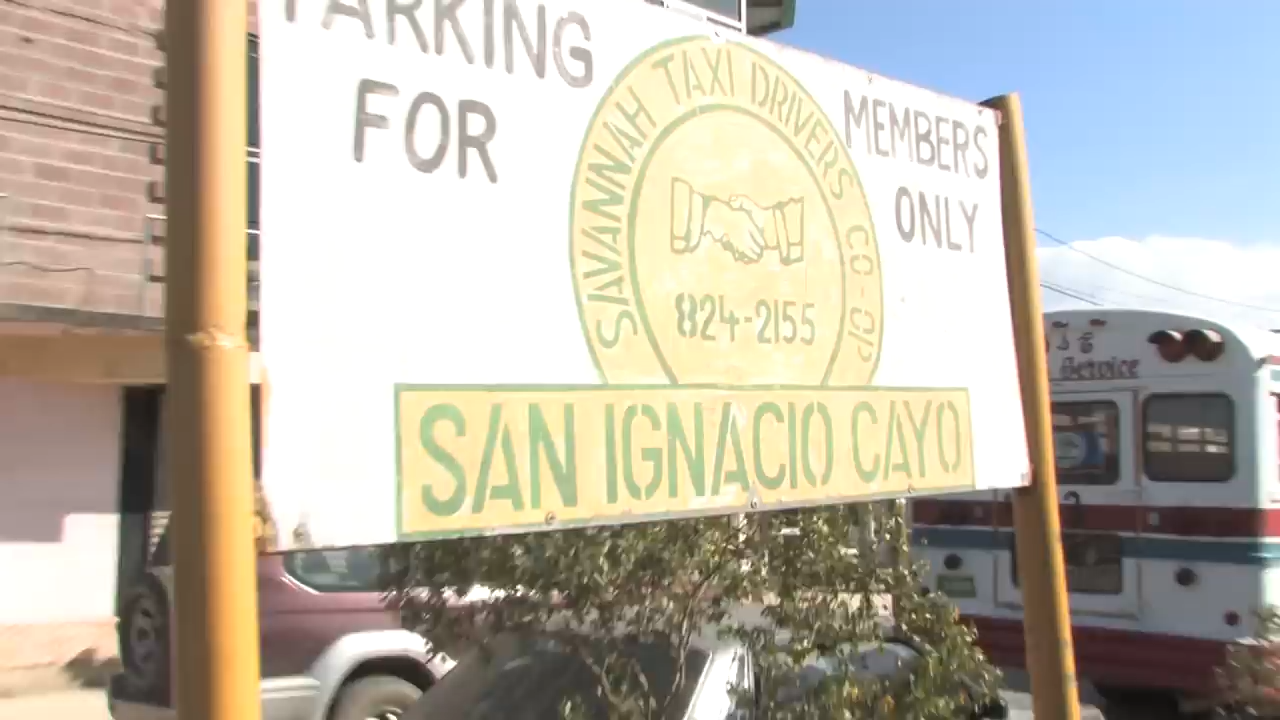 PARKING
FOR
SAVANNAH TAXI DRIVERS CO-OP
824-2155
MEMBERS
ONLY
SAN IGNACIO CAYO
Service